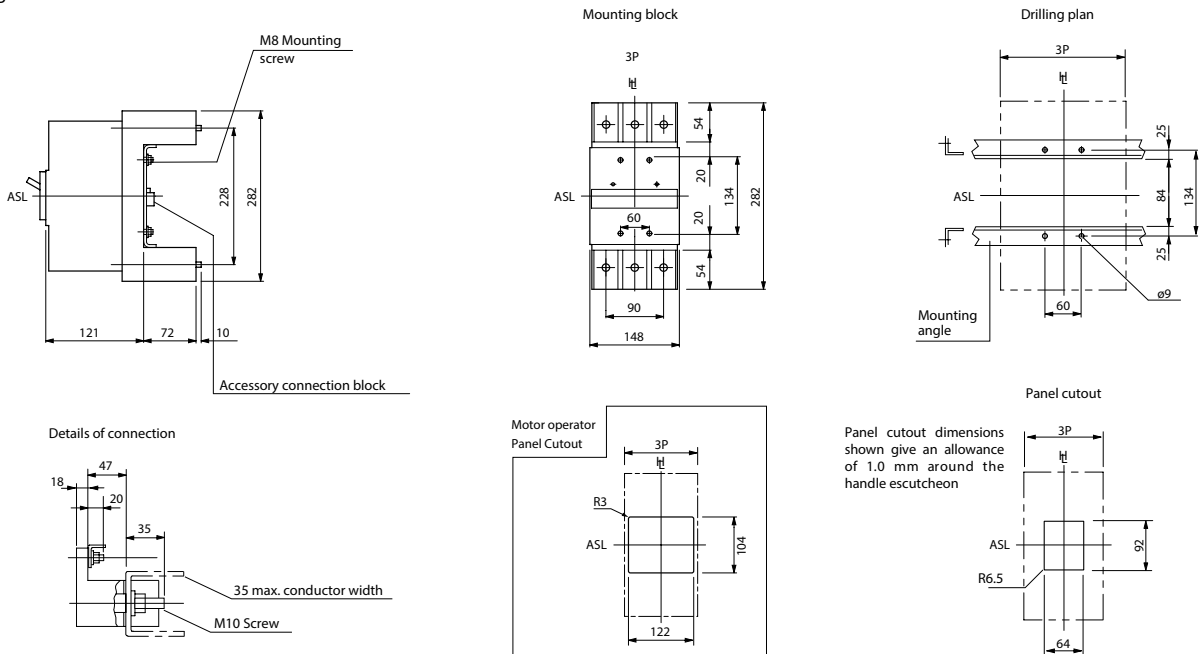 Mounting block
Drilling plan
M8 Mounting
screw
3P
3P
HL
HL
ASL
228
282
121
72
10
Accessory connection block
ASL
54
20
134
282
20
60
54
90
148
ASL
25
84
134
25
ø9
60
Mounting
angle
Details of connection
47
18
20
35
35 max. conductor width
M10 Screw
Motor operator
Panel Cutout
3P
HL
R3
ASL
104
122
Panel cutout
Panel cutout dimensions
shown give an allowance
of 1.0 mm around the
handle escutcheon
3P
HL
ASL
92
R6.5
64